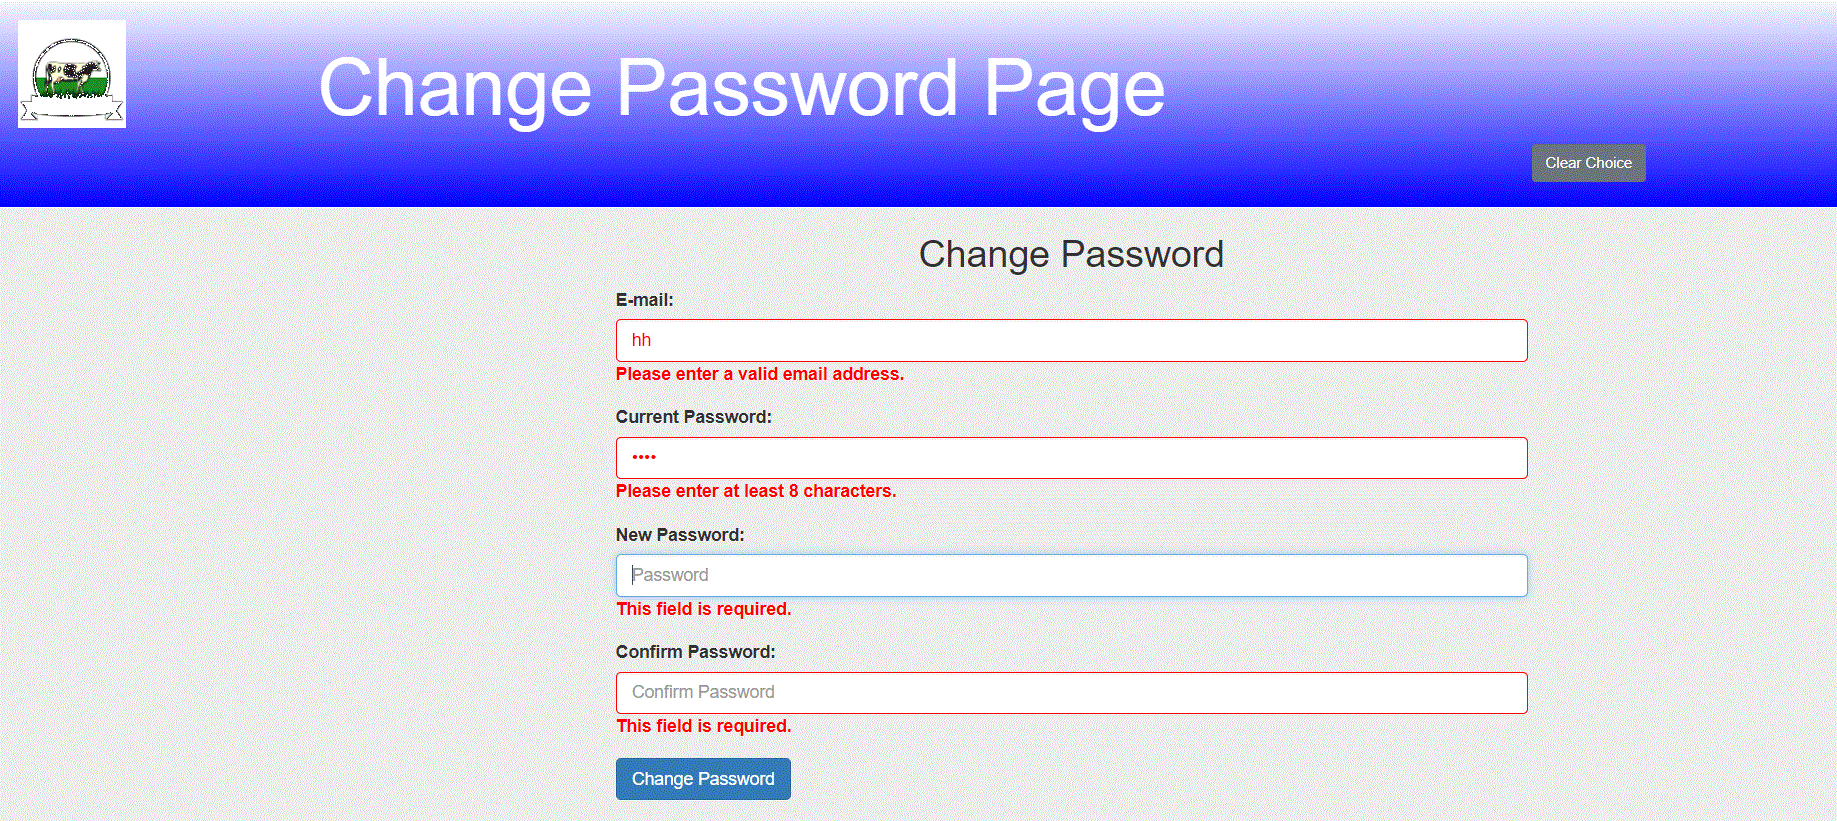 Change Password Page
Clear Choice
Change Password
E-mail:
hh
Please enter a valid email address.
Current Password:
••••
Please enter at least 8 characters.
New Password:
Password
This field is required.
Confirm Password:
Confirm Password
This field is required.
Change Password